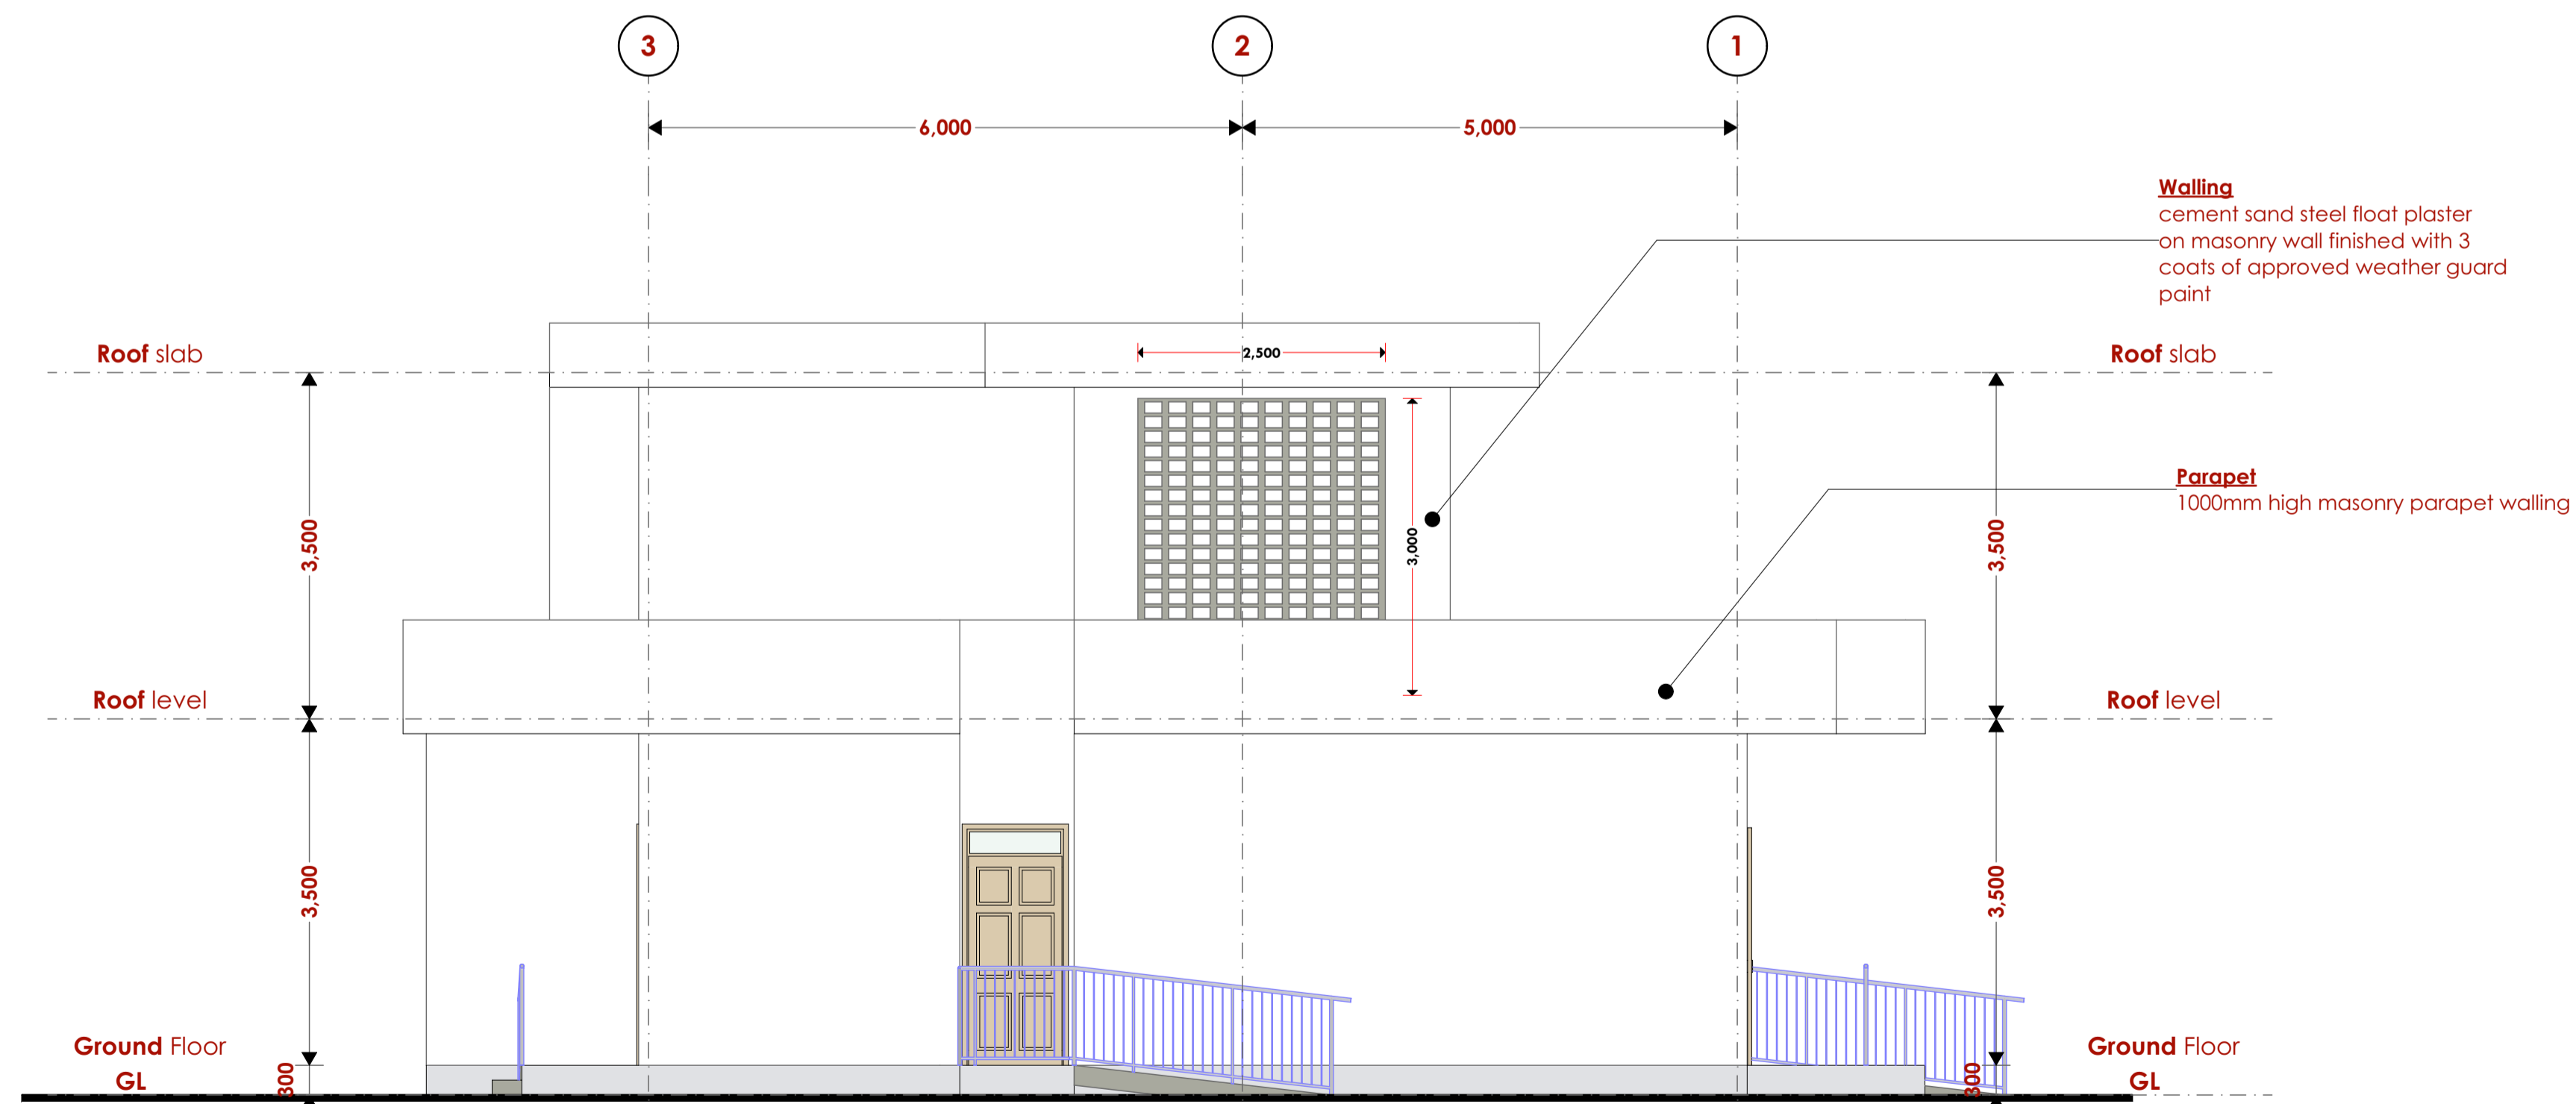 3 2 1
6,000 5,000
Walling
cement sand steel float plaster
on masonry wall finished with 3
coats of approved weather guard
paint
Roof slab 2,500 Roof slab
Parapet
1000mm high masonry parapet walling
3,500 3,000 3,500
Roof level Roof level
3,500 3,500
Ground Floor Ground Floor
GL 300 300 GL